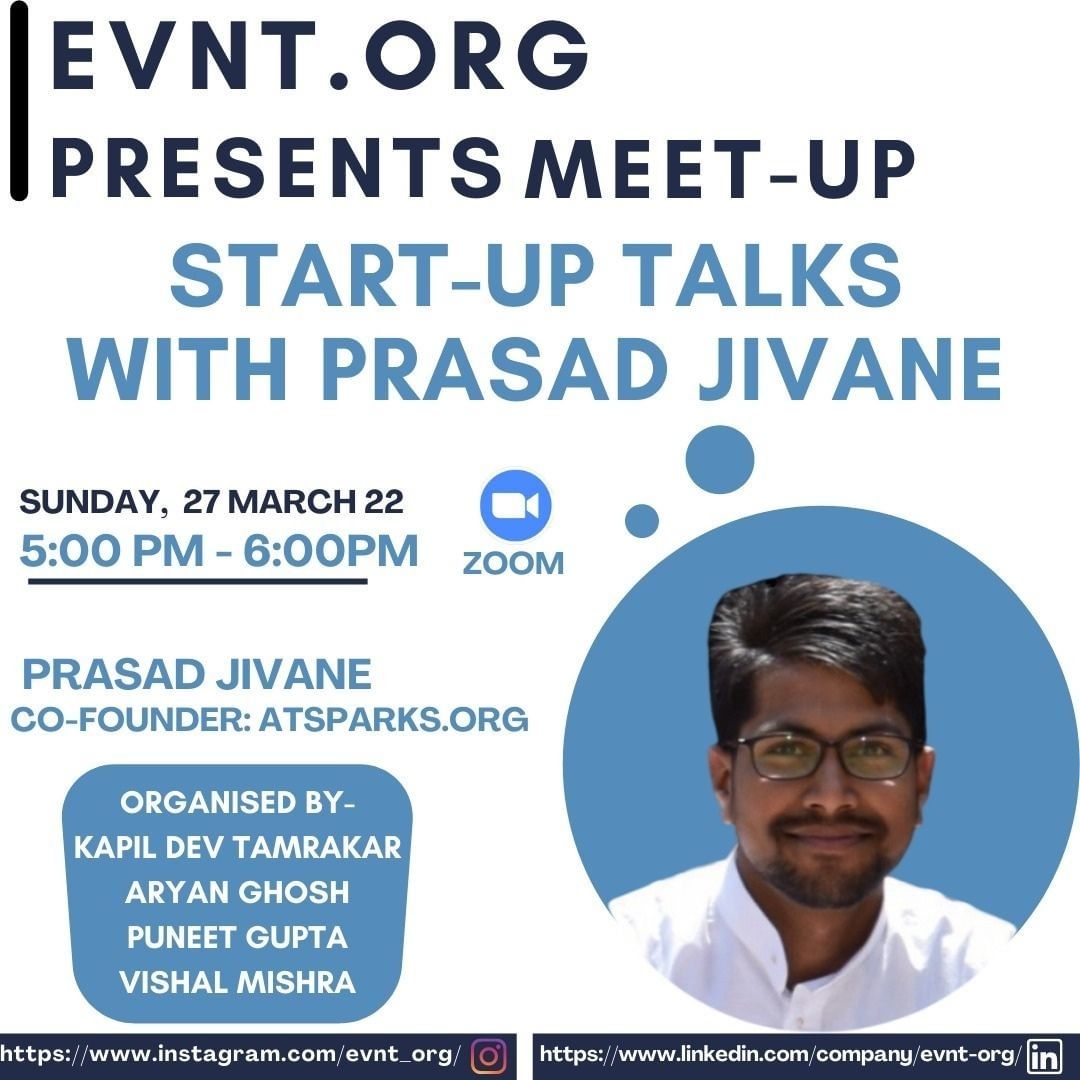 EVNT.ORG
PRESENTS MEET-UP
START-UP TALKS
WITH PRASAD JIVANE
SUNDAY, 27 MARCH 22
5:00 PM - 6:00PM
ZOOM
PRASAD JIVANE
CO-FOUNDER: ATSPARKS.ORG
ORGANISED BY-
KAPIL DEV TAMRAKAR
ARYAN GHOSH
PUNEET GUPTA
VISHAL MISHRA
https://www.instagram.com/evnt_org/
https://www.linkedin.com/company/evnt-org/ in